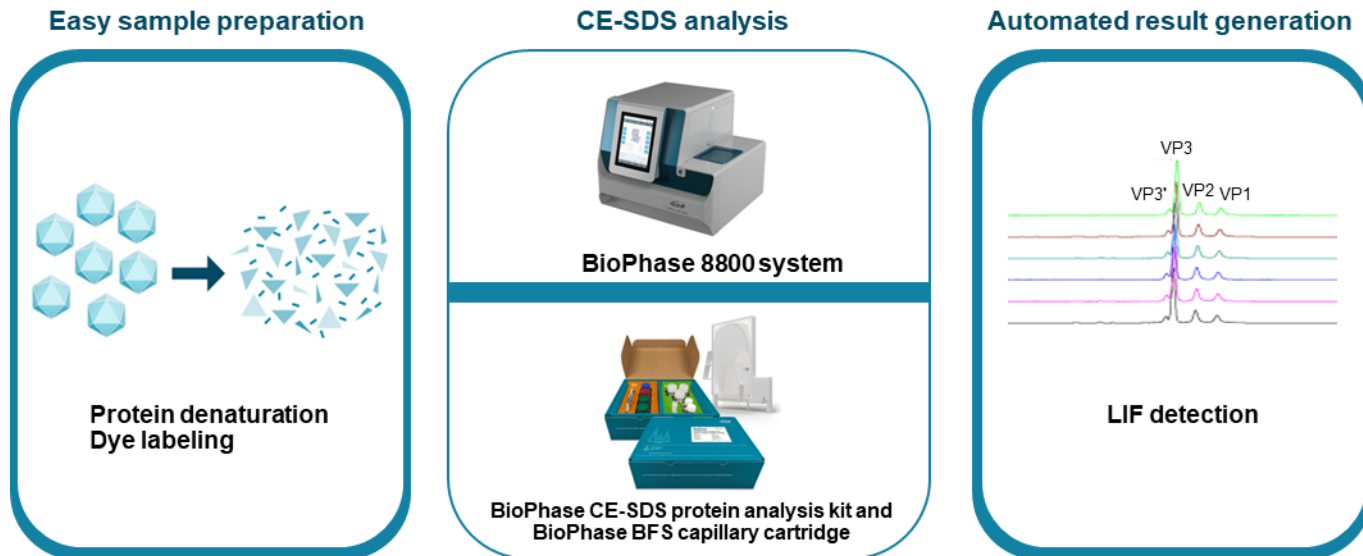 Easy sample preparation
CE-SDS analysis
Automated result generation
Protein denaturation
Dye labeling
BioPhase 8800 system
BioPhase CE-SDS protein analysis kit and
BioPhase BFS capillary cartridge
VP3
VP3' VP2 VP1
LIF detection